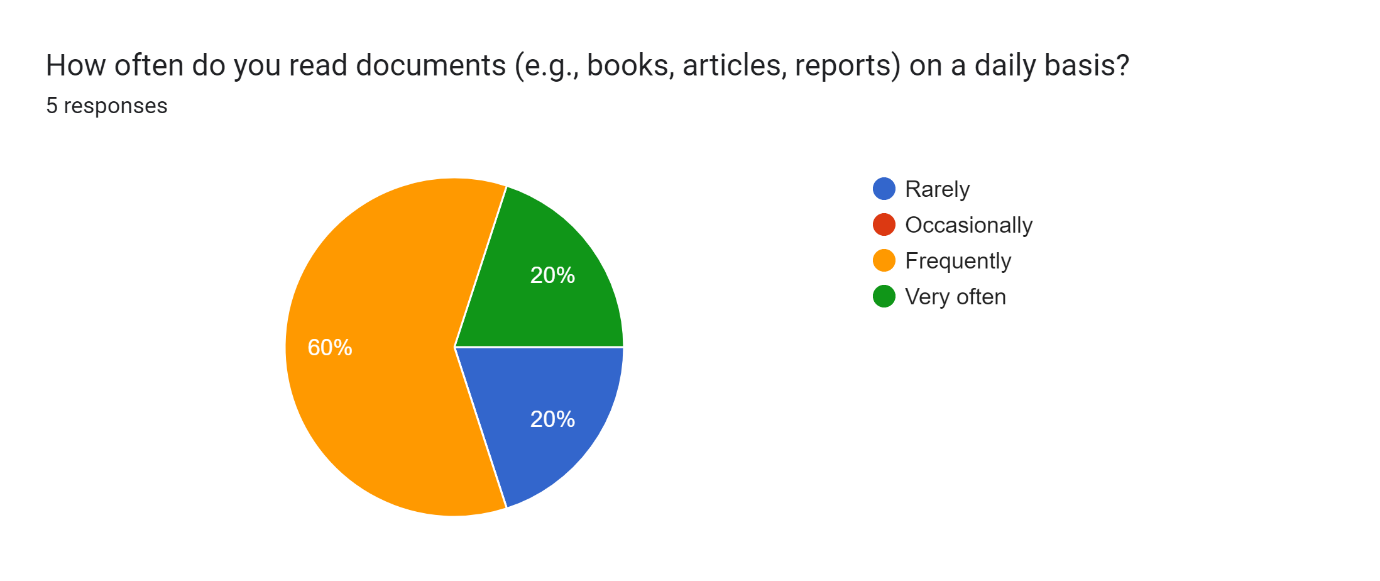 How often do you read documents (e.g., books, articles, reports) on a daily basis?
5 responses
Rarely
Occasionally
Frequently
Very often
20%
60%
20%